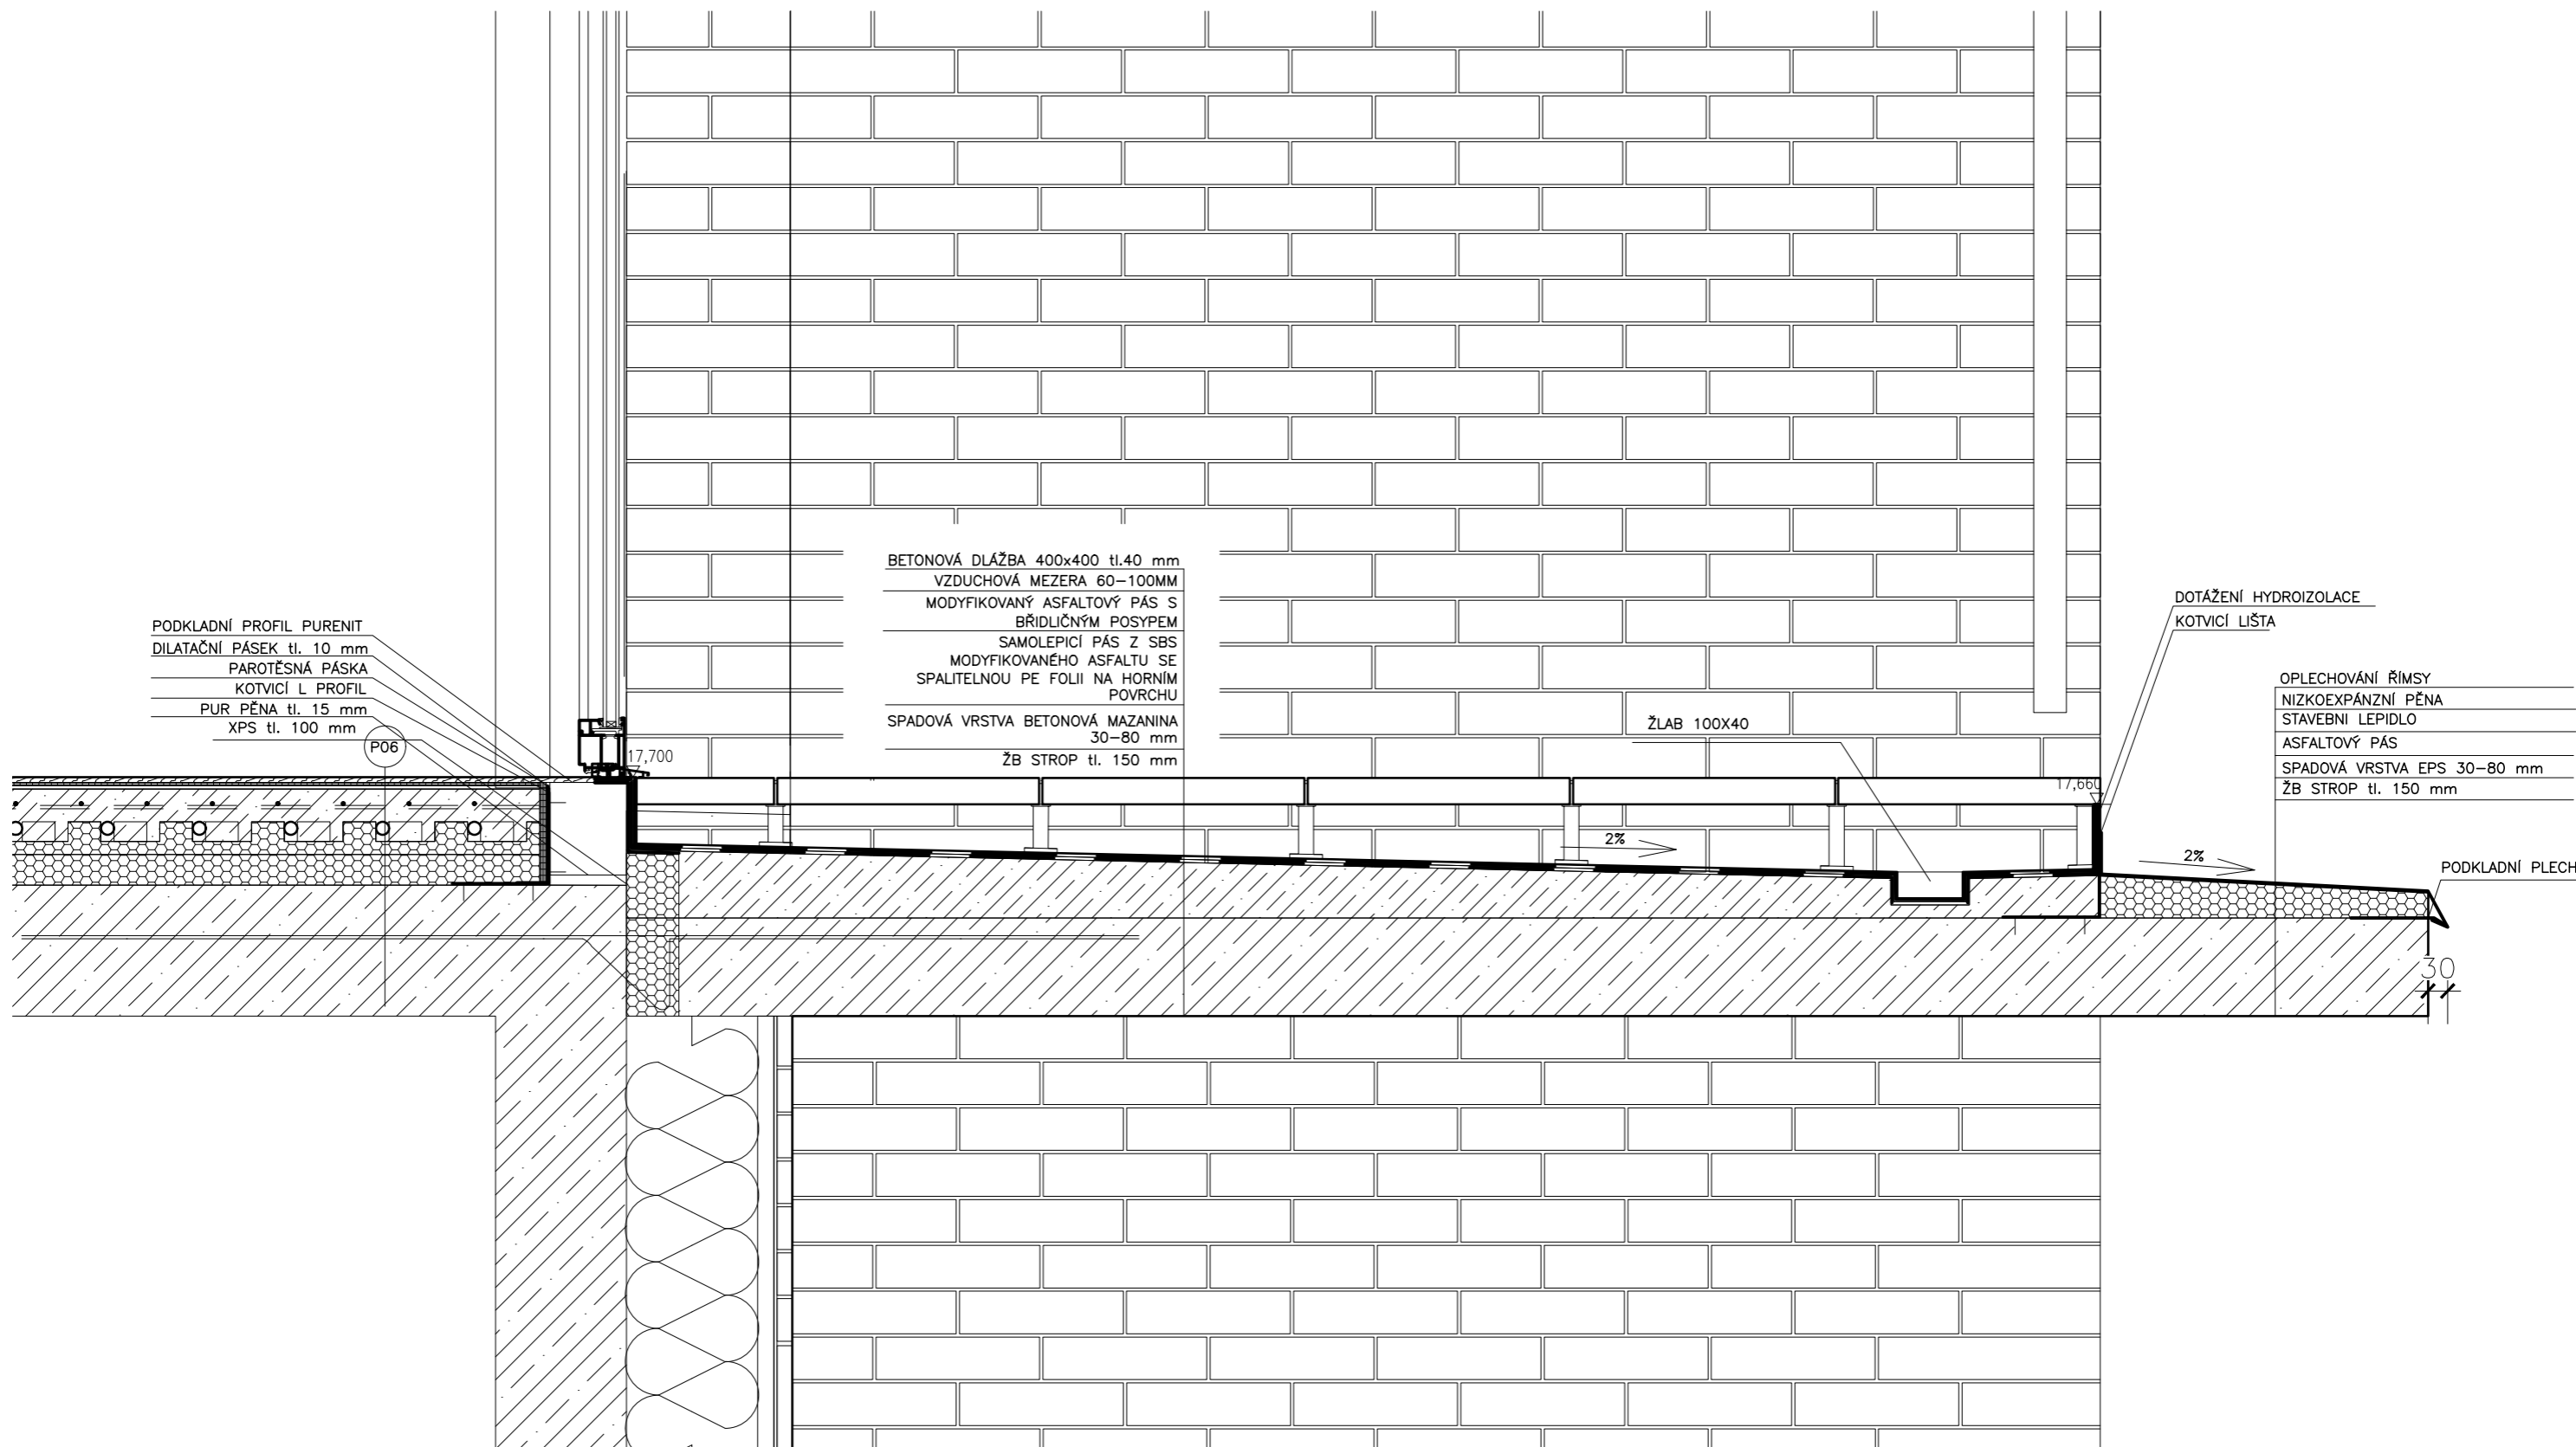 BETONOVÁ DLÁŽBA 400x400 tl.40 mm
VZDUCHOVÁ MEZERA 60-100MM
MODYFIKOVANÝ ASFALTOVÝ PÁS S
BŘIDLIČNÝM POSYPEM
SAMOLEPICÍ PÁS Z SBS
MODYFIKOVANÉHO ASFALTU SE
SPALITELNOU PE FOLII NA HORNÍM
POVRCHU
SPADOVÁ VRSTVA BETONOVÁ MAZANINA
30-80 mm
ŽB STROP tl. 150 mm
PODKLADNÍ PROFIL PURENIT
DILATAČNÍ PÁSEK tl. 10 mm
PAROTĚSNÁ PÁSKA
KOTVICÍ L PROFIL
PUR PĚNA tl. 15 mm
XPS tl. 100 mm
P06
17,700
ŽLAB 100X40
DOTÁŽENÍ HYDROIZOLACE
KOTVICÍ LIŠTA
OPLECHOVÁNÍ ŘÍMSY
NIZKOEXPÁNZNÍ PĚNA
STAVEBNI LEPIDLO
ASFALTOVÝ PÁS
SPADOVÁ VRSTVA EPS 30-80 mm
ŽB STROP tl. 150 mm
17,660
2%
2%
PODKLADNÍ PLECH
30